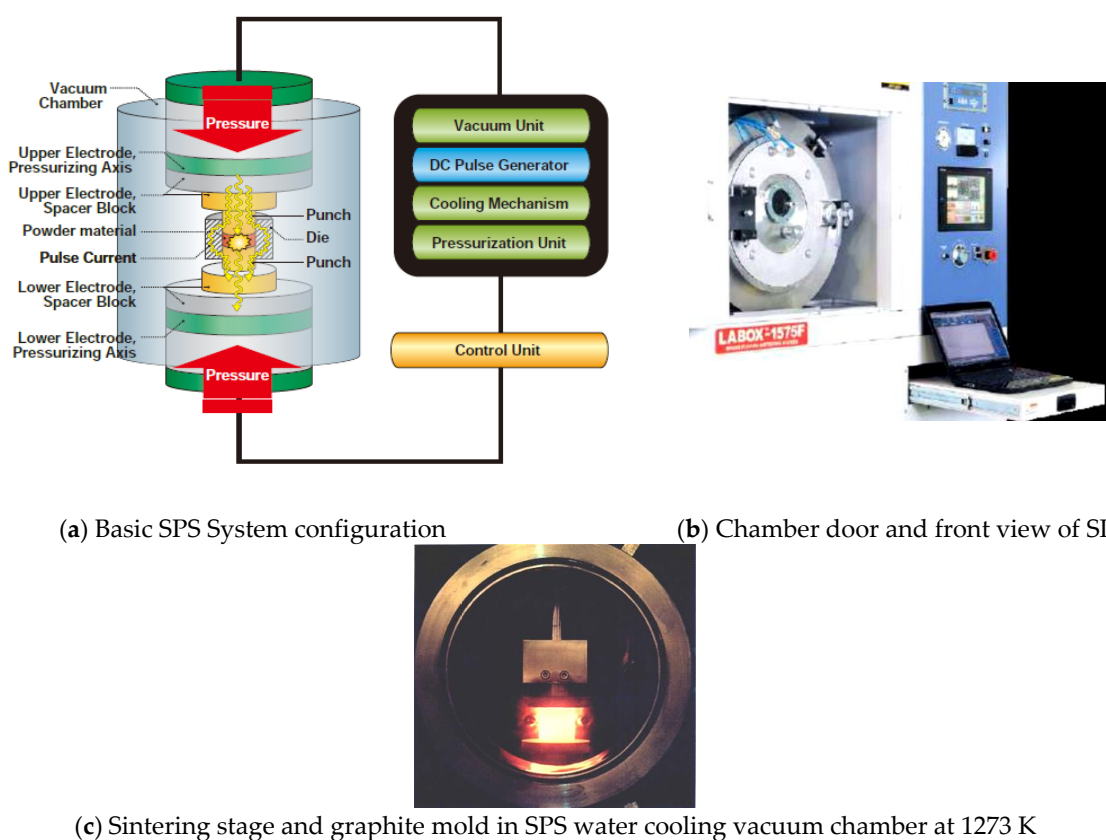 Vacuum
Chamber
Pressure
Upper Electrode,
Pressurizing Axis
Upper Electrode,
Spacer Block
Powder material
Pulse Current
Lower Electrode,
Spacer Block
Lower Electrode,
Pressurizing Axis
Punch
Die
Punch
Pressure
Vacuum Unit
DC Pulse Generator
Cooling Mechanism
Pressurization Unit
Control Unit
LABOX™-1575F
(a) Basic SPS System configuration
(b) Chamber door and front view of
(c) Sintering stage and graphite mold in SPS water cooling vacuum chamber at 1273 K